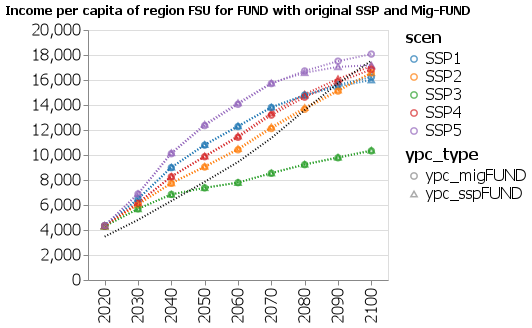 Income per capita of region FSU for FUND with original SSP and Mig-FUND
20,000
18,000
16,000
14,000
12,000
10,000
8,000
6,000
4,000
2,000
0
2020
2030
2040
2050
2060
2070
2080
2090
2100
scen
SSP1
SSP2
SSP3
SSP4
SSP5
ypc_type
ypc_migFUND
ypc_sspFUND